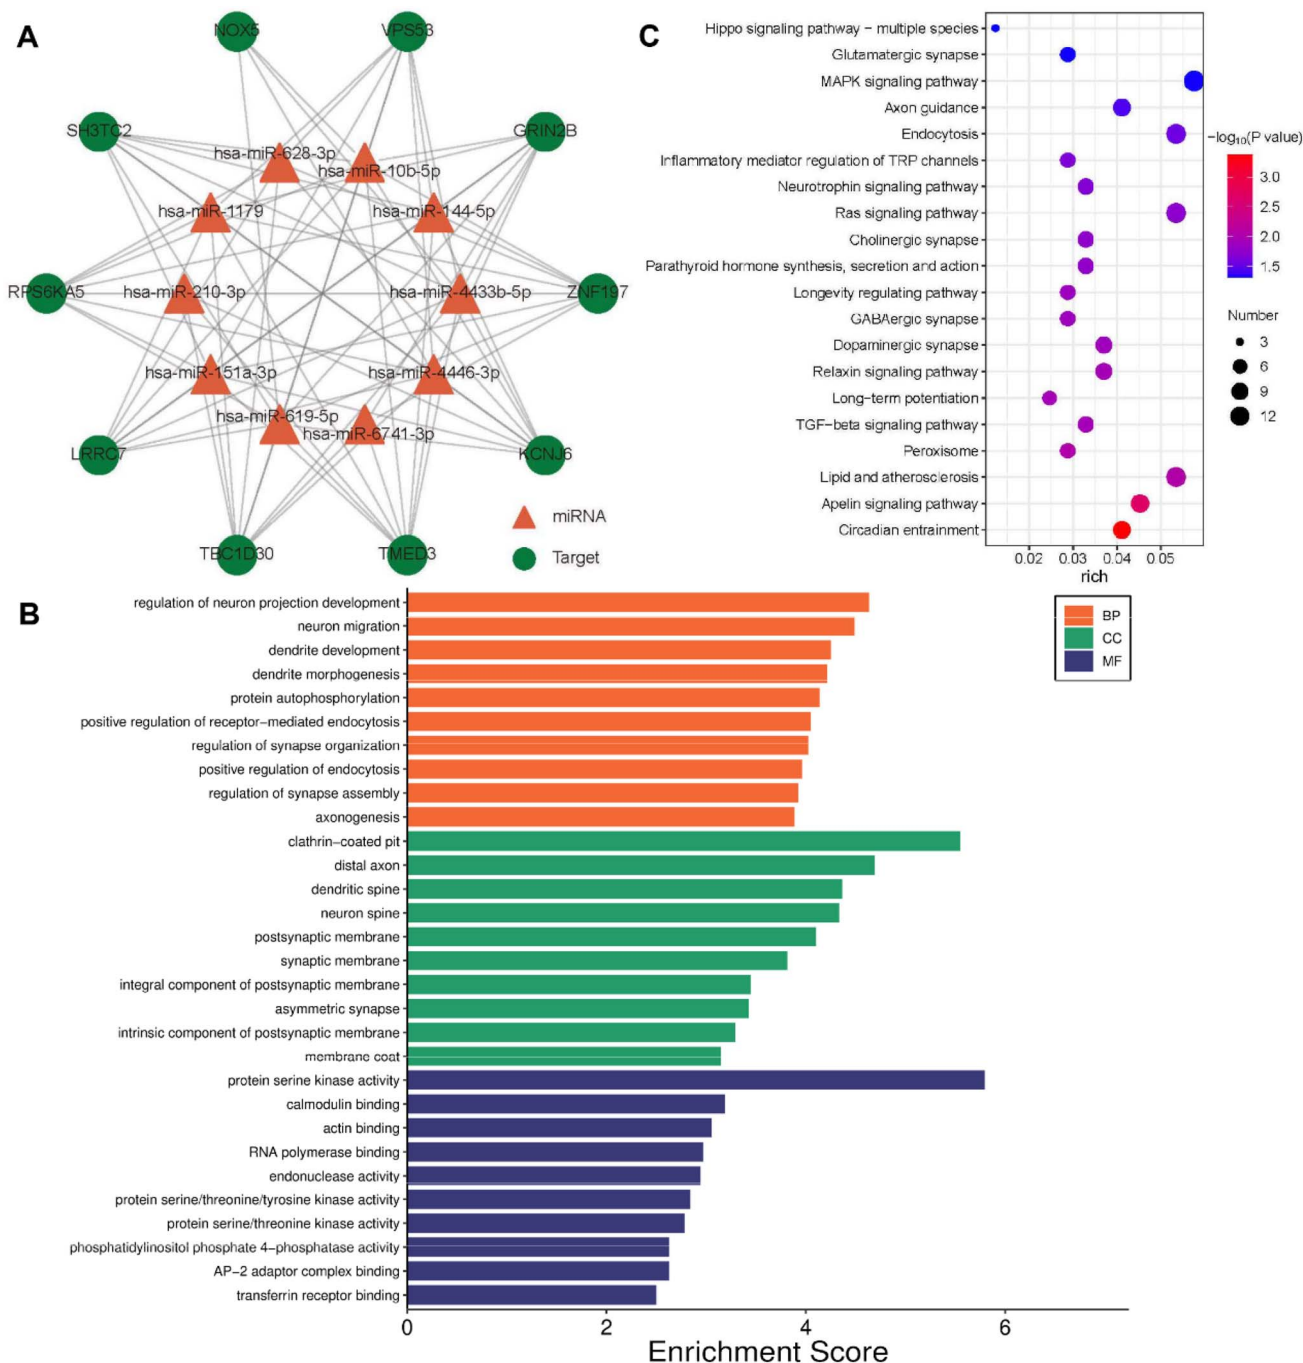 A
NOX5
VPS53
SH3TC2
GRIN2B
hsa-miR-628-3p
hsa-miR-10b-5p
hsa-miR-1179
hsa-miR-144-5p
RPS6KA5
hsa-miR-210-3p
hsa-miR-4433b-5p
ZNF197
hsa-miR-151a-3p
hsa-miR-4446-3p
hsa-miR-619-5p
hsa-miR-6741-3p
LRRC7
KCNJ6
TBC1D30
TMED3
miRNA
Target
C
Hippo signaling pathway − multiple species
Glutamatergic synapse
MAPK signaling pathway
Axon guidance
Endocytosis
Inflammatory mediator regulation of TRP channels
Neurotrophin signaling pathway
Ras signaling pathway
Cholinergic synapse
Parathyroid hormone synthesis, secretion and action
Longevity regulating pathway
GABAergic synapse
Dopaminergic synapse
Relaxin signaling pathway
Long−term potentiation
TGF−beta signaling pathway
Peroxisome
Lipid and atherosclerosis
Apelin signaling pathway
Circadian entrainment
0.02 0.03 0.04 0.05
rich
−log₁₀(P value)
3.0
2.5
2.0
1.5
Number
3
6
9
12
B
regulation of neuron projection development
neuron migration
dendrite development
dendrite morphogenesis
protein autophosphorylation
positive regulation of receptor−mediated endocytosis
regulation of synapse organization
positive regulation of endocytosis
regulation of synapse assembly
axonogenesis
clathrin−coated pit
distal axon
dendritic spine
neuron spine
postsynaptic membrane
synaptic membrane
integral component of postsynaptic membrane
asymmetric synapse
intrinsic component of postsynaptic membrane
membrane coat
protein serine kinase activity
calmodulin binding
actin binding
RNA polymerase binding
endonuclease activity
protein serine/threonine/tyrosine kinase activity
protein serine/threonine kinase activity
phosphatidylinositol phosphate 4−phosphatase activity
AP−2 adaptor complex binding
transferrin receptor binding
0 2 4 6
Enrichment Score
BP
CC
MF